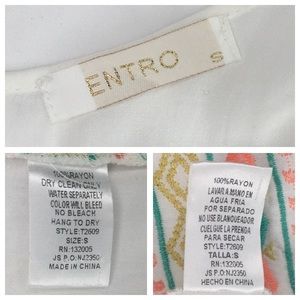 ENTRO
S
100%RAYON
DRY CLEAN ONLY
WATER SEPARATELY
COLOR WILL BLEED
NO BLEACH
HANG TO DRY
STYLE:T2609
SIZE:S
RN:132005
JS P.O:NJ2350
MADE IN CHINA
100%RAYON
LAVAR A MANO EN
AGUA FRIA
POR SEPARADO
NO USE BLANQUEADOR
CUELGUE LA PRENDA
PARA SECAR
STYLE:T2609
TALLA:S
RN:132005
JS P.O:NJ2350
HECHO EN CHINA